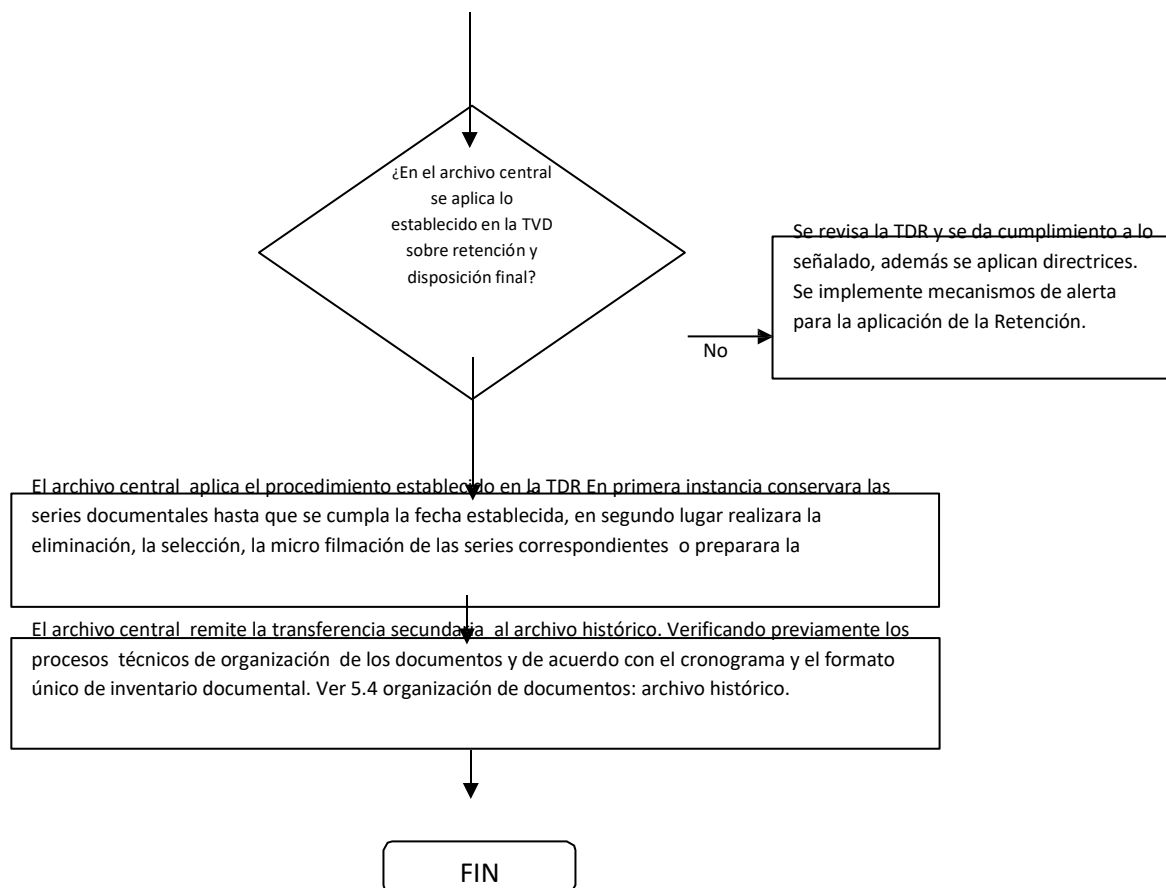 ¿En el archivo central
se aplica lo
establecido en la TVD
sobre retención y
disposición final?
Se revisa la TDR y se da cumplimiento a lo
señalado, además se aplican directrices.
Se implemente mecanismos de alerta
para la aplicación de la Retención.
No
El archivo central aplica el procedimiento establecido en la TDR En primera instancia conservara las
series documentales hasta que se cumpla la fecha establecida, en segundo lugar realizara la
eliminación, la selección, la micro filmación de las series correspondientes o preparara la
El archivo central remite la transferencia secundaria al archivo histórico. Verificando previamente los
procesos técnicos de organización de los documentos y de acuerdo con el cronograma y el formato
único de inventario documental. Ver 5.4 organización de documentos: archivo histórico.
FIN